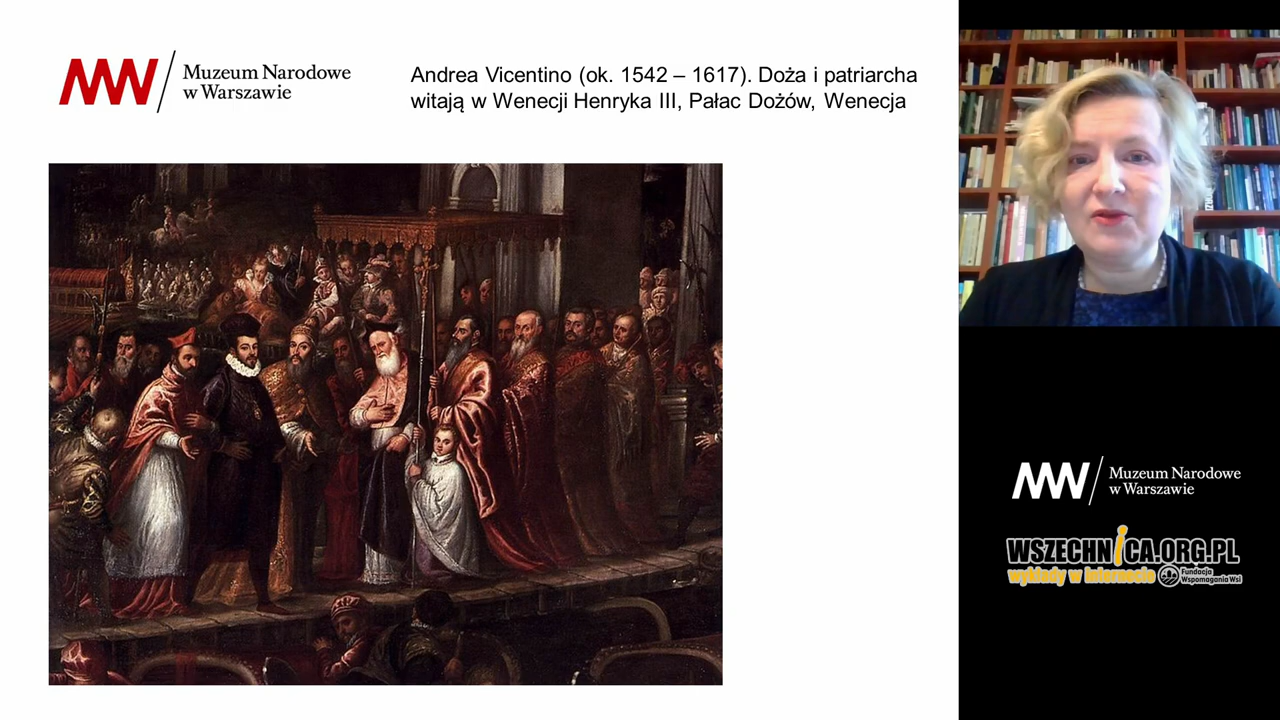 Muzeum Narodowe
w Warszawie
Andrea Vicentino (ok. 1542 – 1617). Doża i patriarcha
witają w Wenecji Henryka III, Pałac Dożów, Wenecja
Muzeum Narodowe
w Warszawie
WSZECHNICA.ORG.PL
wykłady w internecie
Fundacja
Wspomagania Wsi